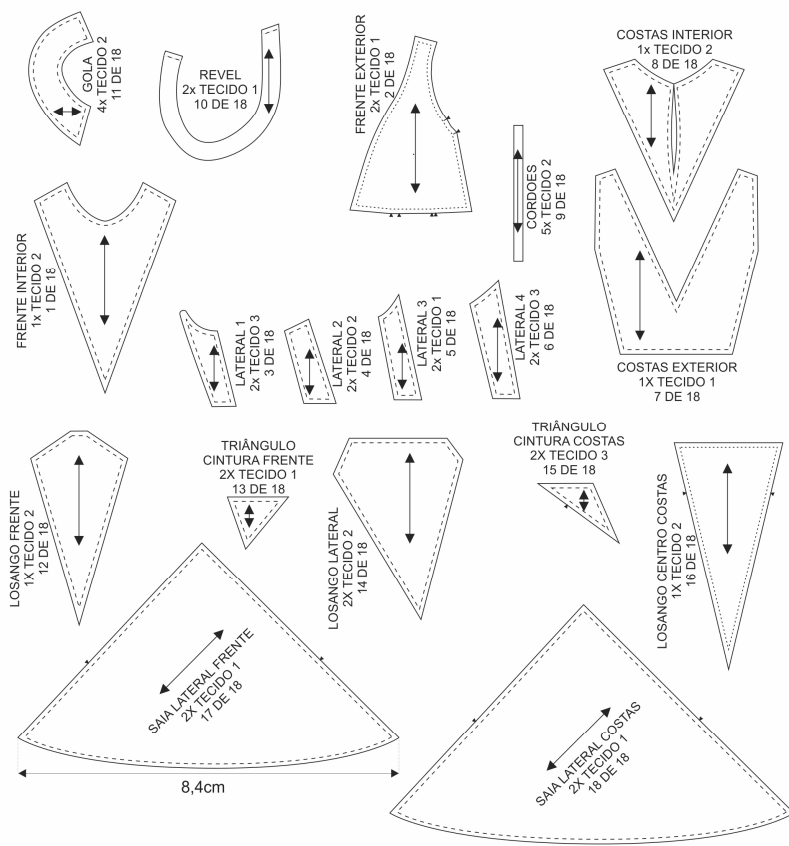 GOLA
4x TECIDO 2
11 DE 18
REVEL
2x TECIDO 1
10 DE 18
FRENTE EXTERIOR
2x TECIDO 1
2 DE 18
COSTAS INTERIOR
1x TECIDO 2
8 DE 18
CORDOES
5x TECIDO 2
9 DE 18
FRENTE INTERIOR
1x TECIDO 2
1 DE 18
LATERAL 1
2x TECIDO 3
3 DE 18
LATERAL 2
2x TECIDO 2
4 DE 18
LATERAL 3
2x TECIDO 1
5 DE 18
LATERAL 4
2x TECIDO 3
6 DE 18
COSTAS EXTERIOR
1X TECIDO 1
7 DE 18
LOSANGO FRENTE
1X TECIDO 2
12 DE 18
TRIÂNGULO
CINTURA FRENTE
2X TECIDO 1
13 DE 18
LOSANGO LATERAL
2X TECIDO 2
14 DE 18
TRIÂNGULO
CINTURA COSTAS
2X TECIDO 3
15 DE 18
LOSANGO CENTRO COSTAS
1X TECIDO 2
16 DE 18
SAIA LATERAL FRENTE
2X TECIDO 1
17 DE 18
8,4cm
SAIA LATERAL COSTAS
2X TECIDO 1
18 DE 18